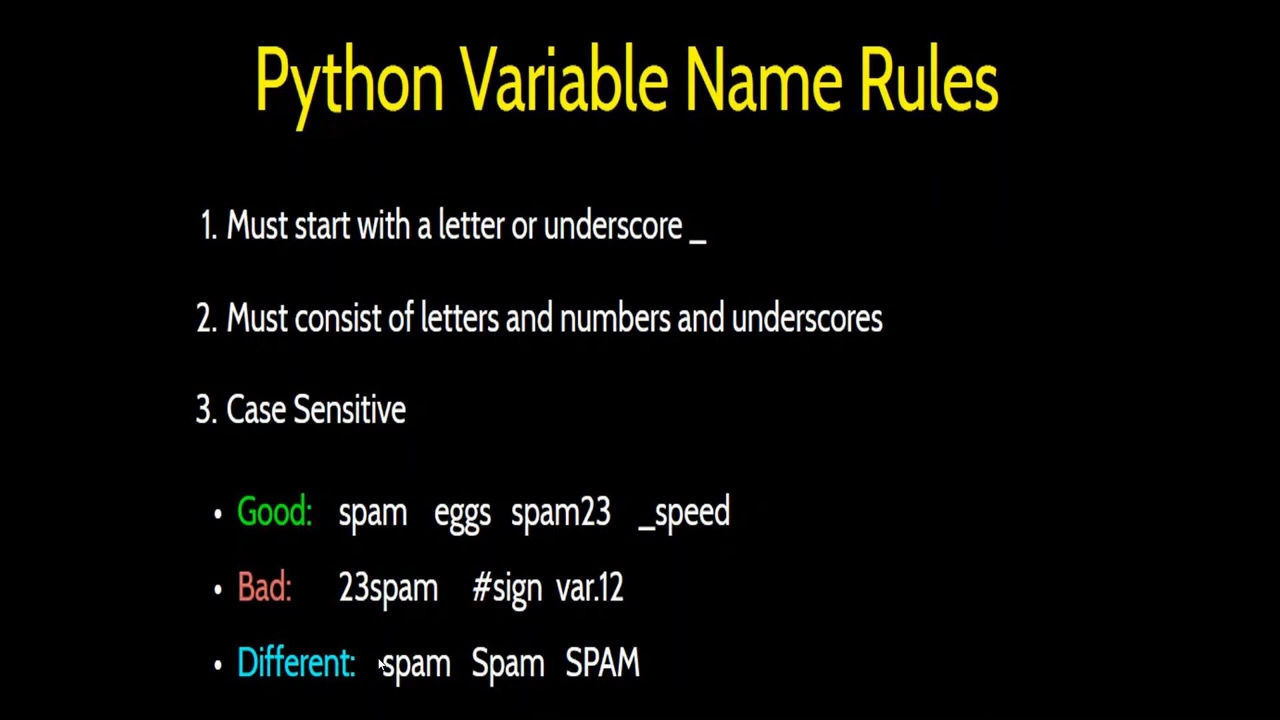 Python Variable Name Rules
1. Must start with a letter or underscore _
2. Must consist of letters and numbers and underscores
3. Case Sensitive
• Good: spam eggs spam23 _speed
• Bad: 23spam #sign var.12
• Different: spam Spam SPAM